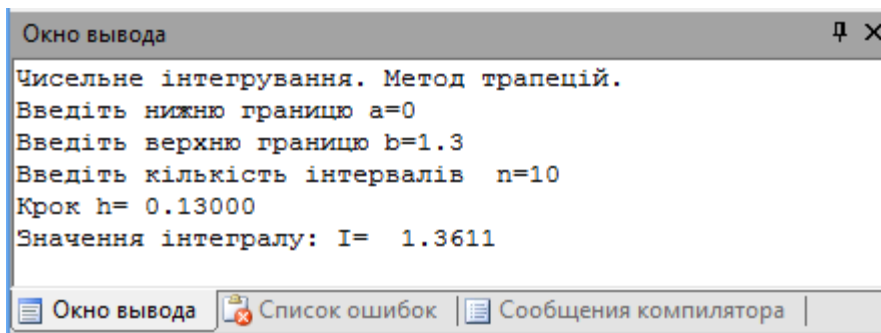 Окно вывода
Чисельне інтегрування. Метод трапецій.
Введіть нижню границю a=0
Введіть верхню границю b=1.3
Введіть кількість інтервалів  n=10
Крок h= 0.13000
Значення інтегралу: I=  1.3611
Окно вывода Список ошибок Сообщения компилятора